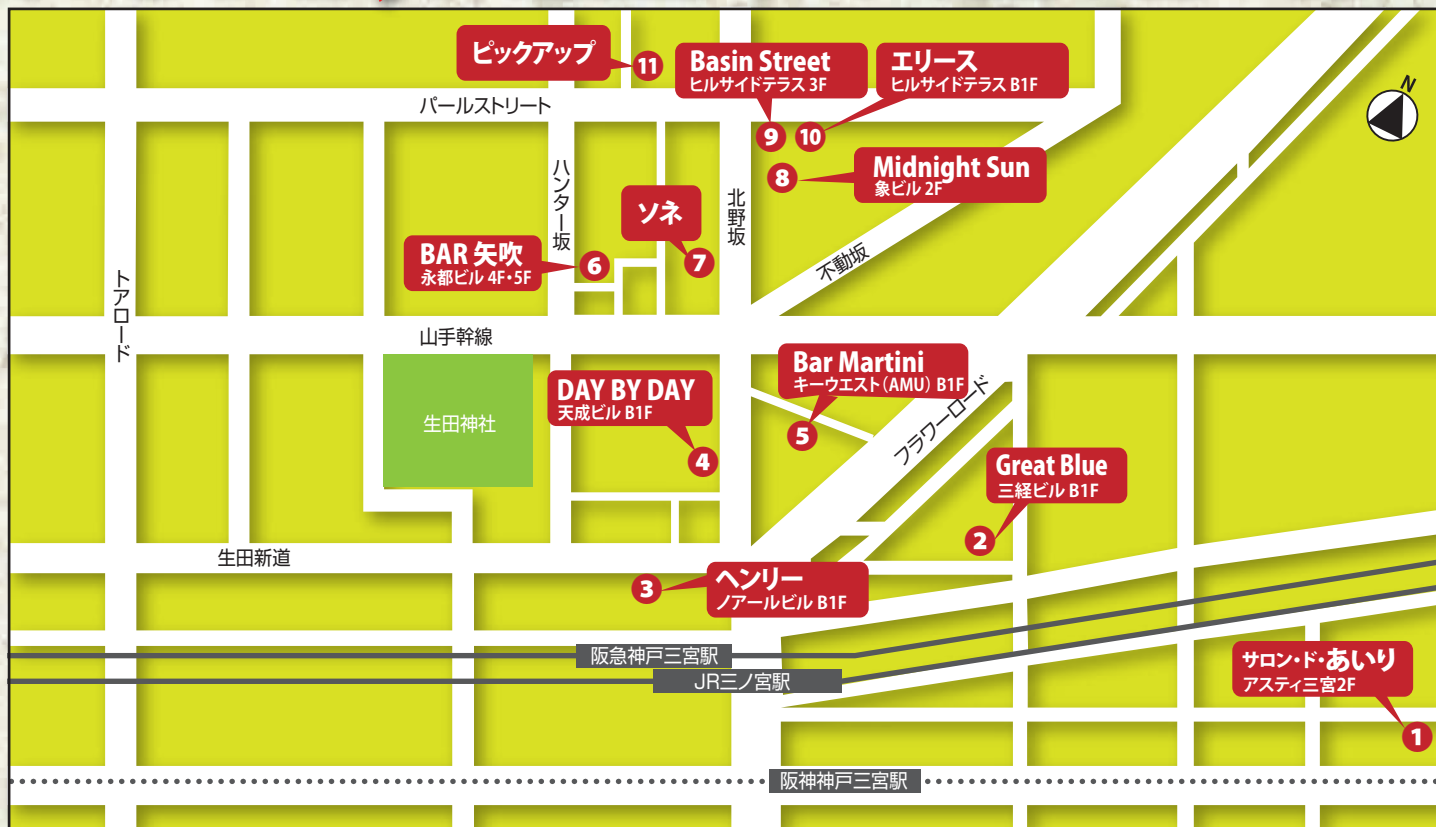 ピックアップ
11
Basin Street
ヒルサイドテラス 3F
エリース
ヒルサイドテラス B1F
N
パールストリート
9
10
8
Midnight Sun
象ビル 2F
ハンター坂
ソネ
北野坂
BAR 矢吹
永都ビル 4F・5F
6
7
不動坂
トアロード
山手幹線
Bar Martini
キーウエスト(AMU) B1F
DAY BY DAY
天成ビル B1F
生田神社
5
フラワーロード
4
Great Blue
三経ビル B1F
2
生田新道
3
ヘンリー
ノアールビル B1F
阪急神戸三宮駅
JR三ノ宮駅
サロン・ド・あいり
アスティ三宮2F
1
阪神神戸三宮駅